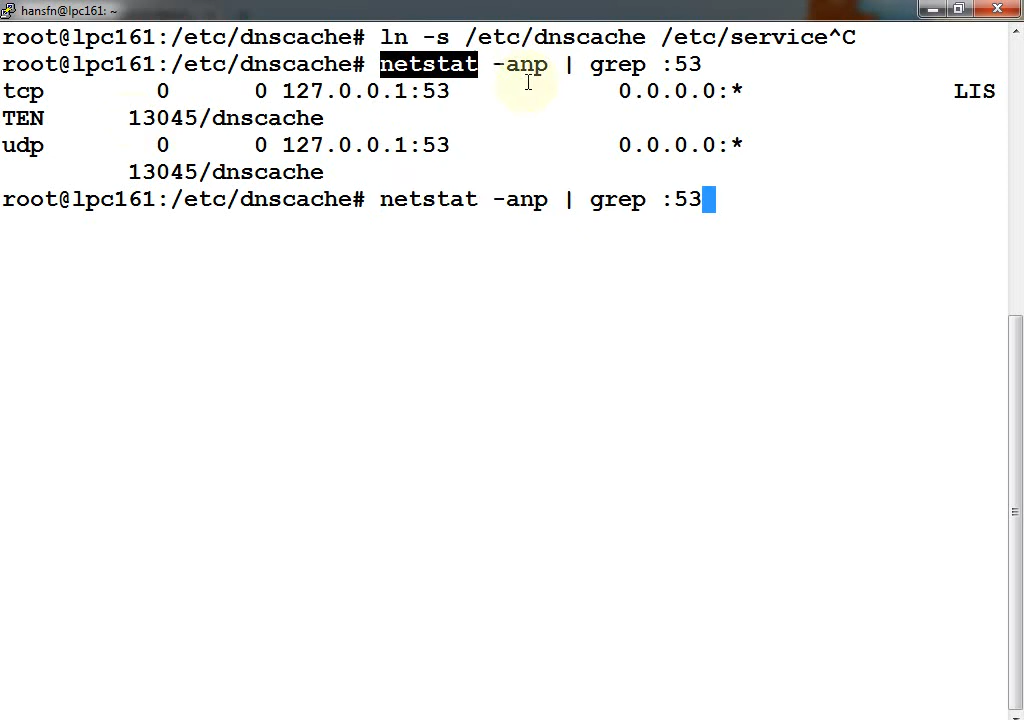 hansfn@lpc161: ~
root@lpc161:/etc/dnscache# ln -s /etc/dnscache /etc/service^C
root@lpc161:/etc/dnscache# netstat -anp | grep :53
tcp        0      0 127.0.0.1:53            0.0.0.0:*               LIS
TEN      13045/dnscache
udp        0      0 127.0.0.1:53            0.0.0.0:*
         13045/dnscache
root@lpc161:/etc/dnscache# netstat -anp | grep :53